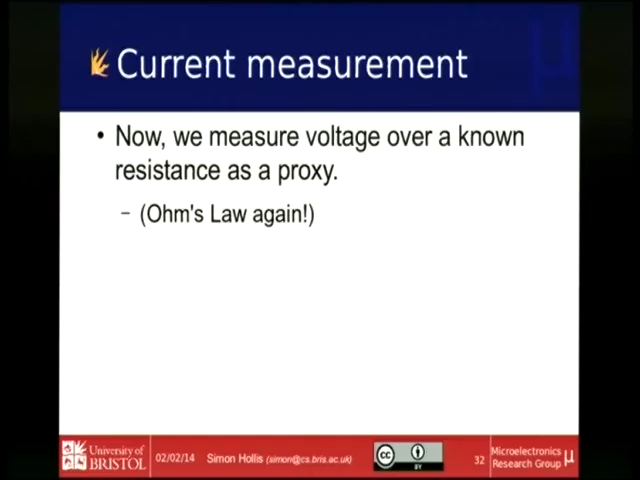 Current measurement
• Now, we measure voltage over a known
resistance as a proxy.
– (Ohm's Law again!)
University of
BRISTOL
02/02/14
Simon Hollis (simon@cs.bris.ac.uk)
cc
BY
32
Microelectronics
Research Group
μ